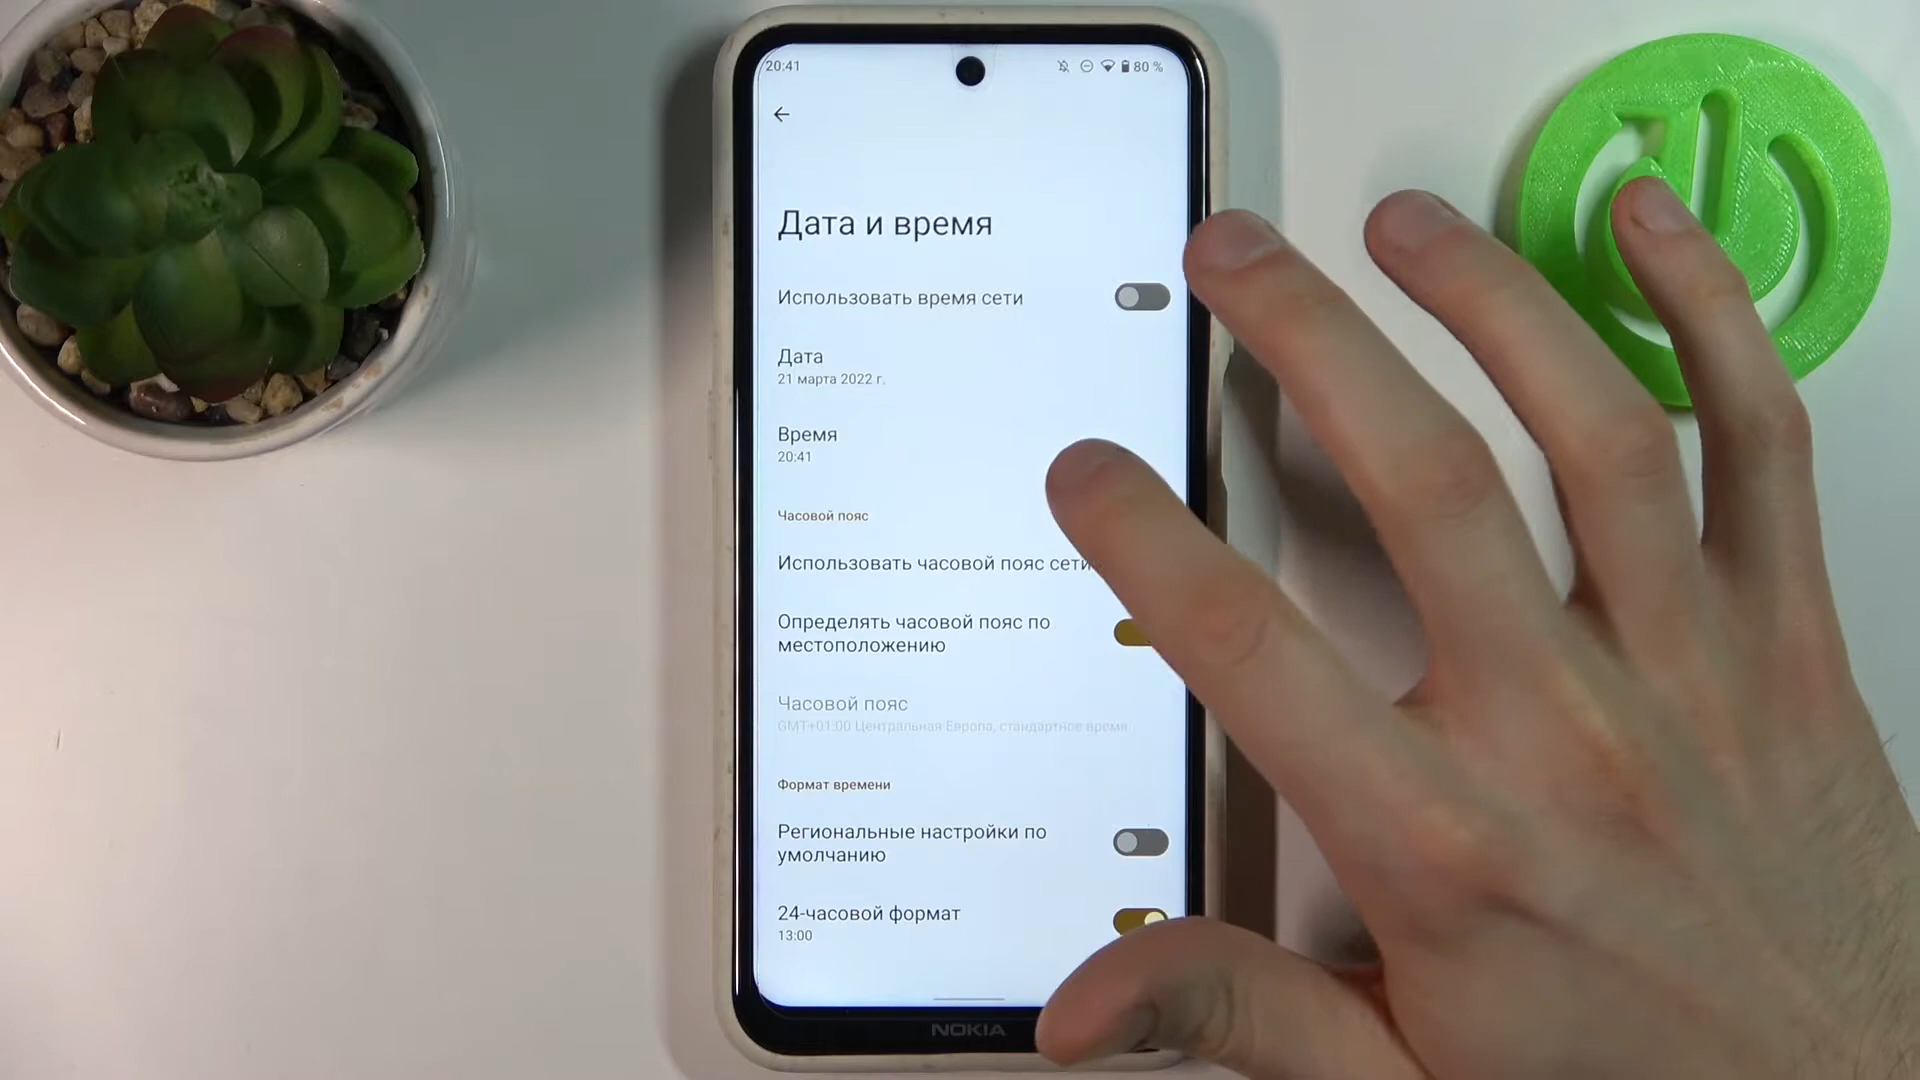 20:41
80 %
Дата и время
Использовать время сети
Дата
21 марта 2022 г.
Время
20:41
Часовой пояс
Использовать часовой пояс сети
Определять часовой пояс по
местоположению
Часовой пояс
GMT+01:00 Центральная Европа, стандартное время
Формат времени
Региональные настройки по
умолчанию
24-часовой формат
13:00
NOKIA